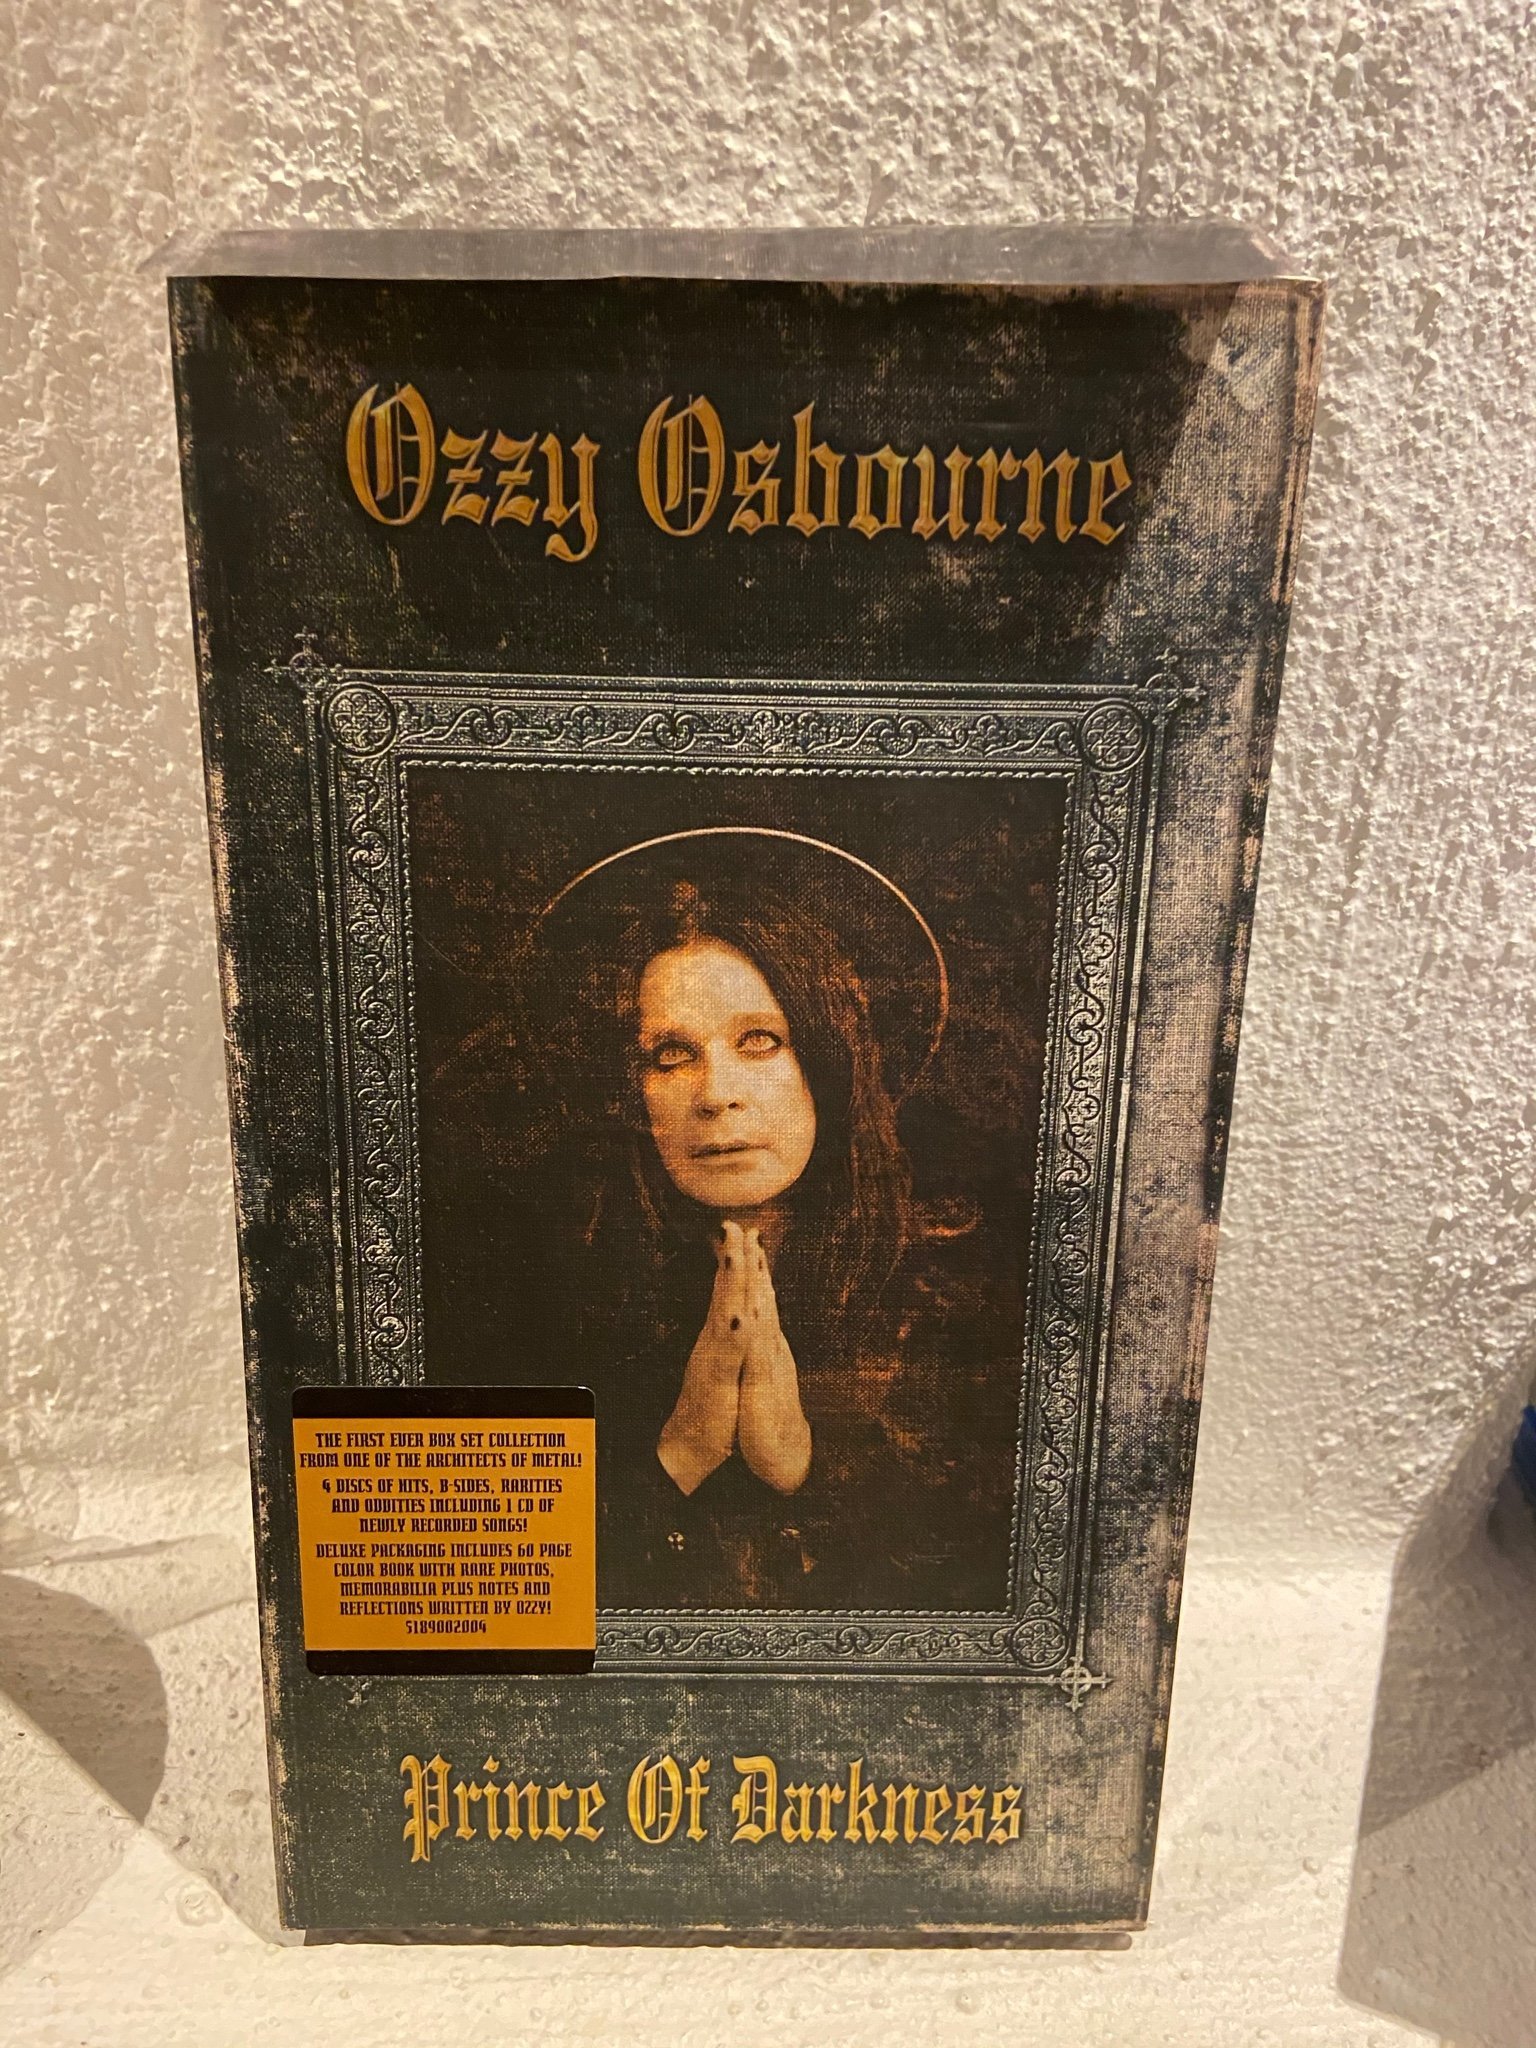 Ozzy Osbourne
THE FIRST EVER BOX SET COLLECTION
FROM ONE OF THE ARCHITECTS OF METAL!
4 DISCS OF HITS, B-SIDES, RARITIES
AND ODDITIES INCLUDING 1 CD OF
NEWLY RECORDED SONGS!
DELUXE PACKAGING INCLUDES 60 PAGE
COLOR BOOK WITH RARE PHOTOS,
MEMORABILIA PLUS NOTES AND
REFLECTIONS WRITTEN BY OZZY!
5189002004
Prince Of Darkness